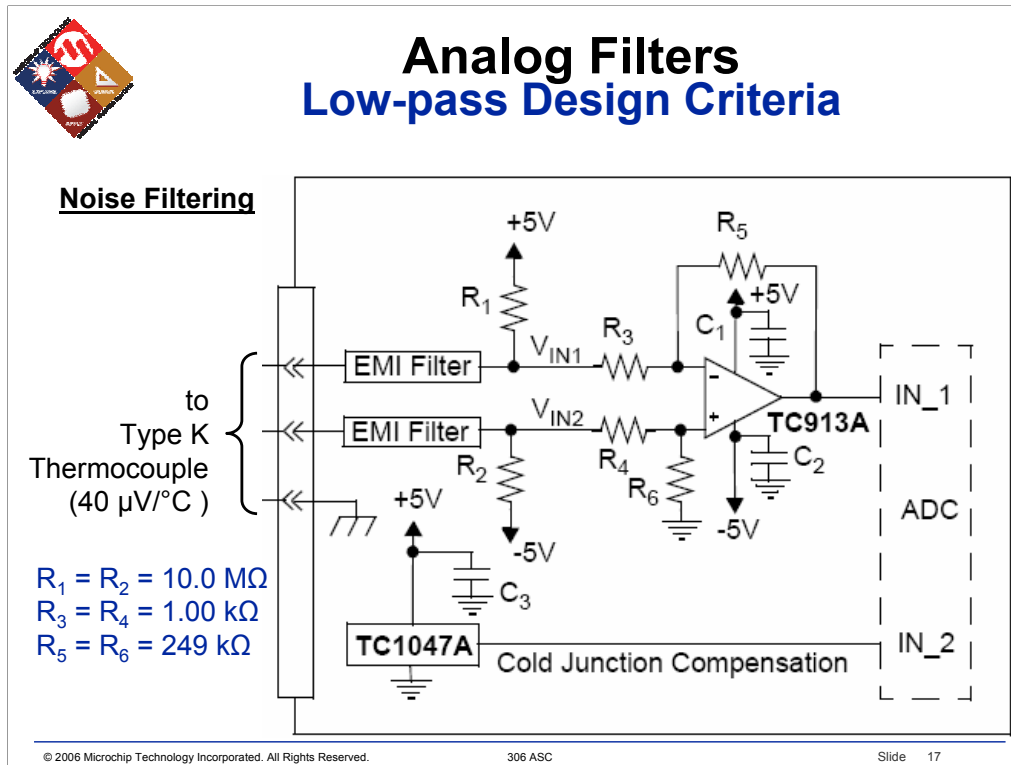 Analog Filters
Low-pass Design Criteria
Noise Filtering
+5V
R5
R1
+5V
C1
R3
VIN1
EMI Filter
-
IN_1
to
Type K
Thermocouple
(40 µV/°C )
VIN2
EMI Filter
+
TC913A
R2
R4
R6
C2
+5V
-5V
-5V
ADC
R1 = R2 = 10.0 MΩ
R3 = R4 = 1.00 kΩ
R5 = R6 = 249 kΩ
C3
TC1047A
Cold Junction Compensation
IN_2
© 2006 Microchip Technology Incorporated. All Rights Reserved.
306 ASC
Slide 17